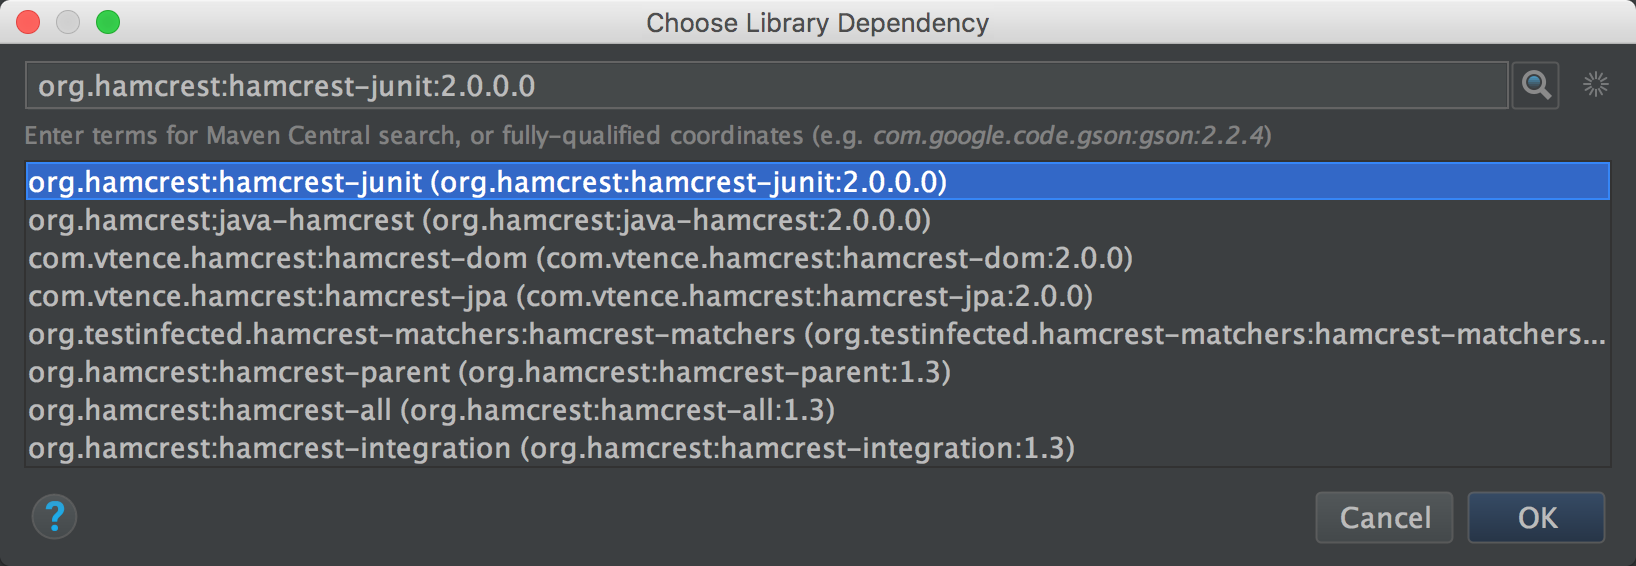 Choose Library Dependency
org.hamcrest:hamcrest-junit:2.0.0.0
Enter terms for Maven Central search, or fully-qualified coordinates (e.g. com.google.code.gson:gson:2.2.4)
org.hamcrest:hamcrest-junit (org.hamcrest:hamcrest-junit:2.0.0.0)
org.hamcrest:java-hamcrest (org.hamcrest:java-hamcrest:2.0.0.0)
com.vtence.hamcrest:hamcrest-dom (com.vtence.hamcrest:hamcrest-dom:2.0.0)
com.vtence.hamcrest:hamcrest-jpa (com.vtence.hamcrest:hamcrest-jpa:2.0.0)
org.testinfected.hamcrest-matchers:hamcrest-matchers (org.testinfected.hamcrest-matchers:hamcrest-matchers...
org.hamcrest:hamcrest-parent (org.hamcrest:hamcrest-parent:1.3)
org.hamcrest:hamcrest-all (org.hamcrest:hamcrest-all:1.3)
org.hamcrest:hamcrest-integration (org.hamcrest:hamcrest-integration:1.3)
? Cancel OK